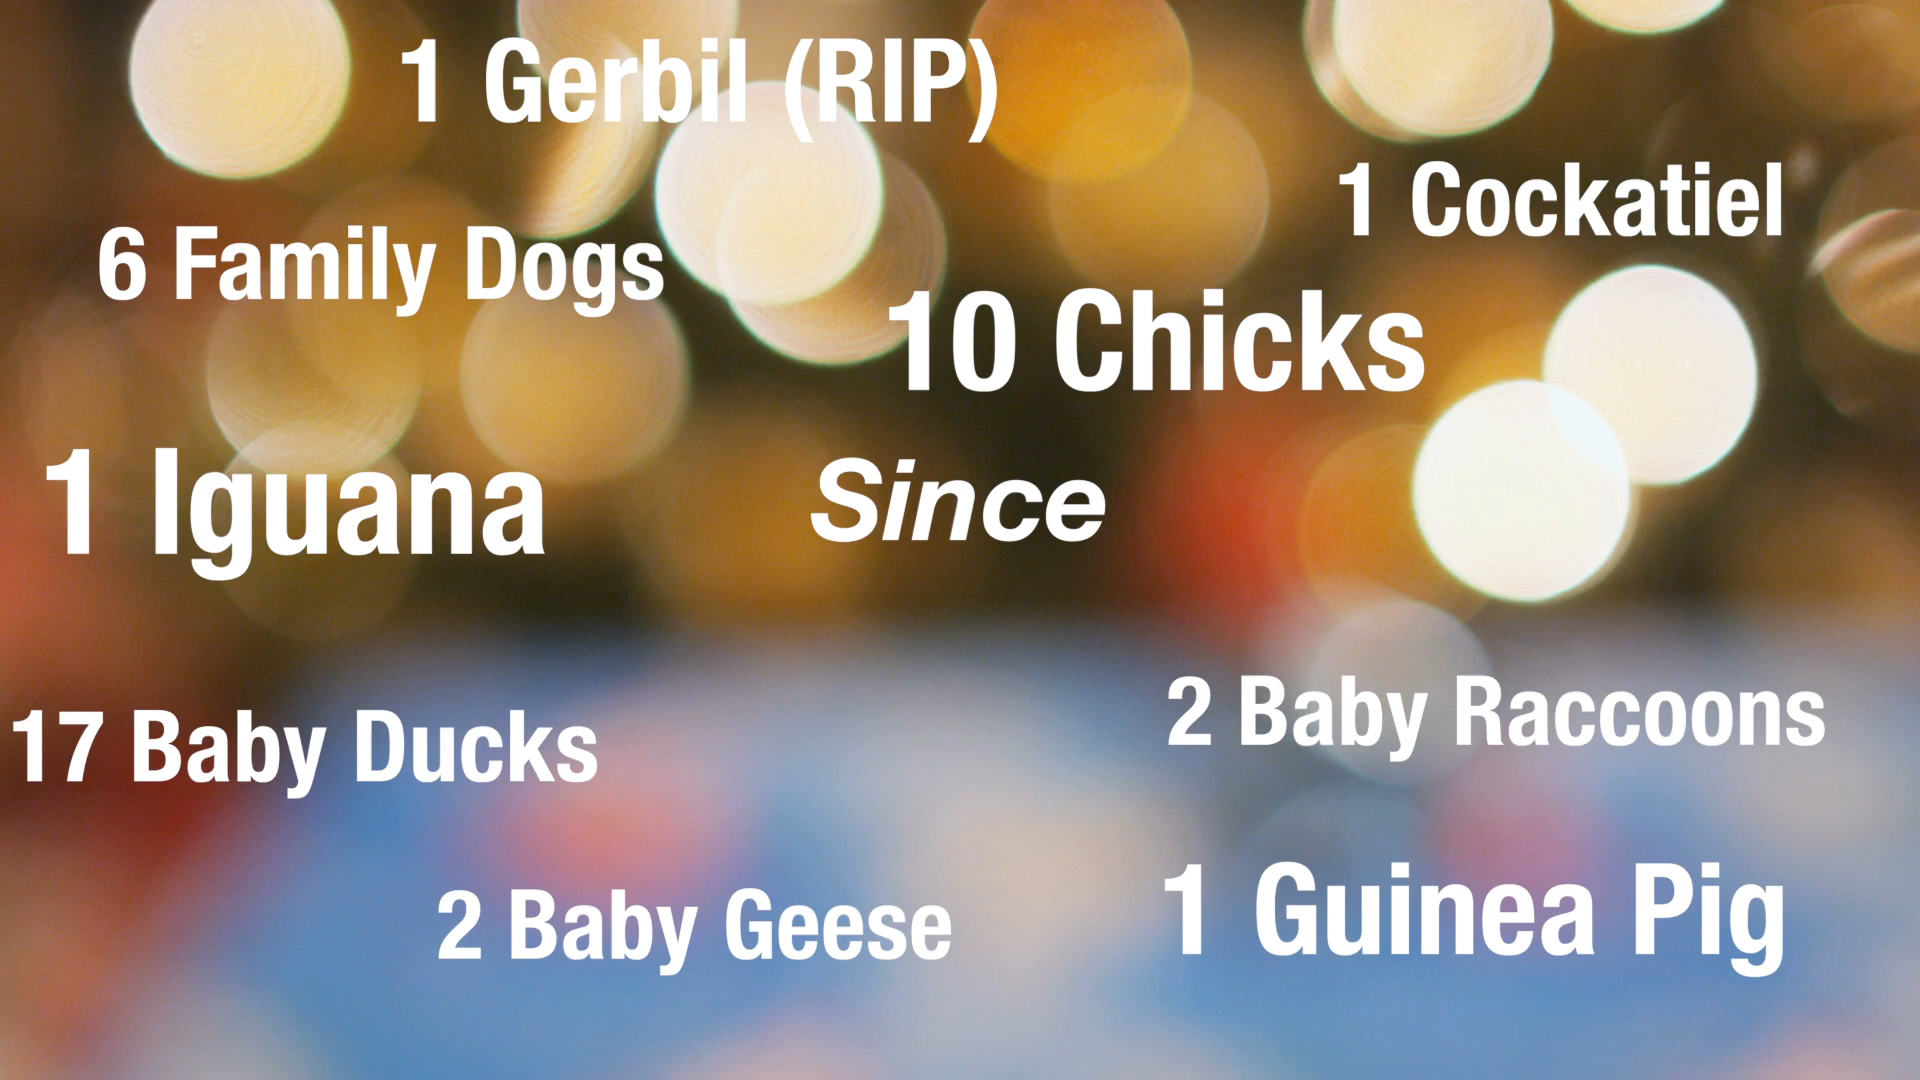 1 Gerbil (RIP)
1 Cockatiel
6 Family Dogs
10 Chicks
1 Iguana
Since
17 Baby Ducks
2 Baby Raccoons
2 Baby Geese
1 Guinea Pig